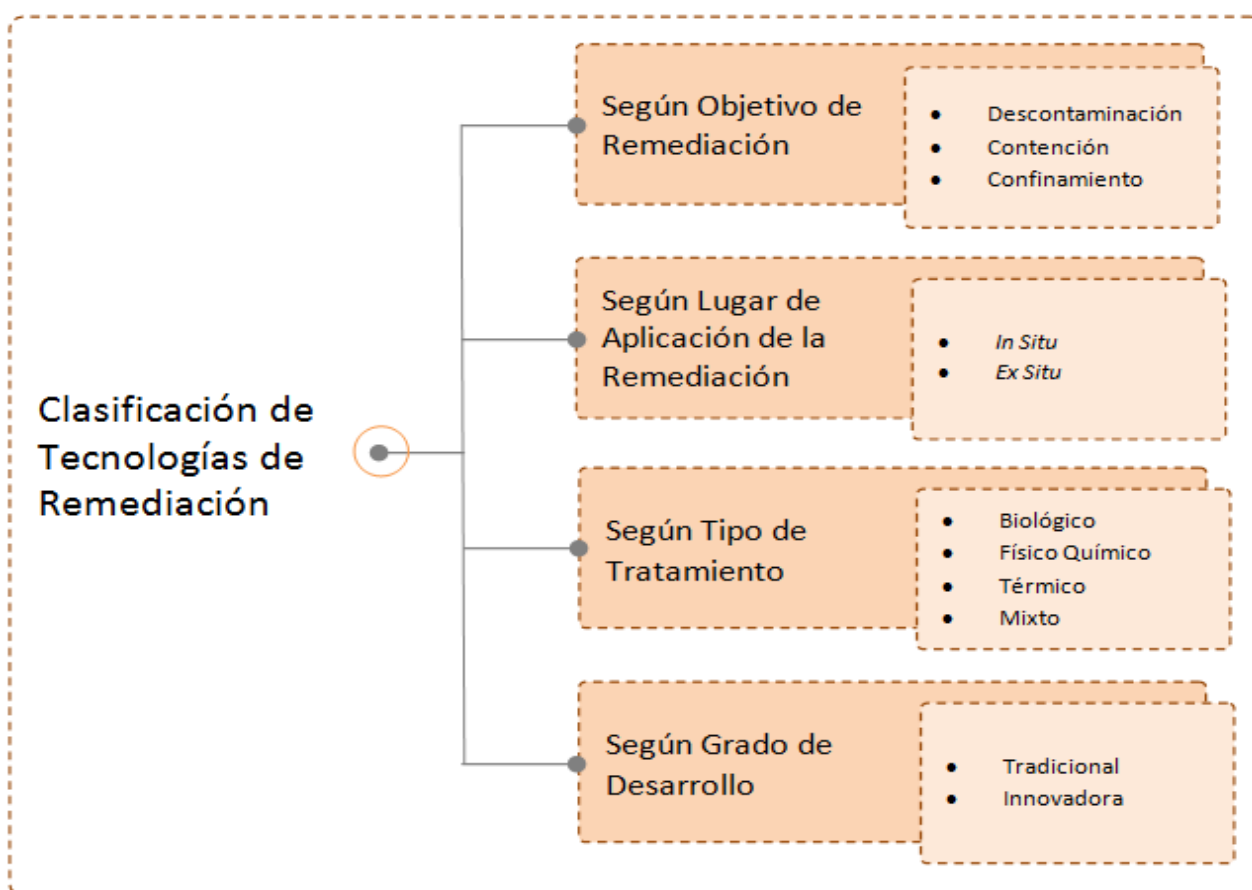 Clasificación de
Tecnologías de
Remediación
Según Objetivo de
Remediación
• Descontaminación
• Contención
• Confinamiento
Según Lugar de
Aplicación de la
Remediación
• In Situ
• Ex Situ
Según Tipo de
Tratamiento
• Biológico
• Físico Químico
• Térmico
• Mixto
Según Grado de
Desarrollo
• Tradicional
• Innovadora